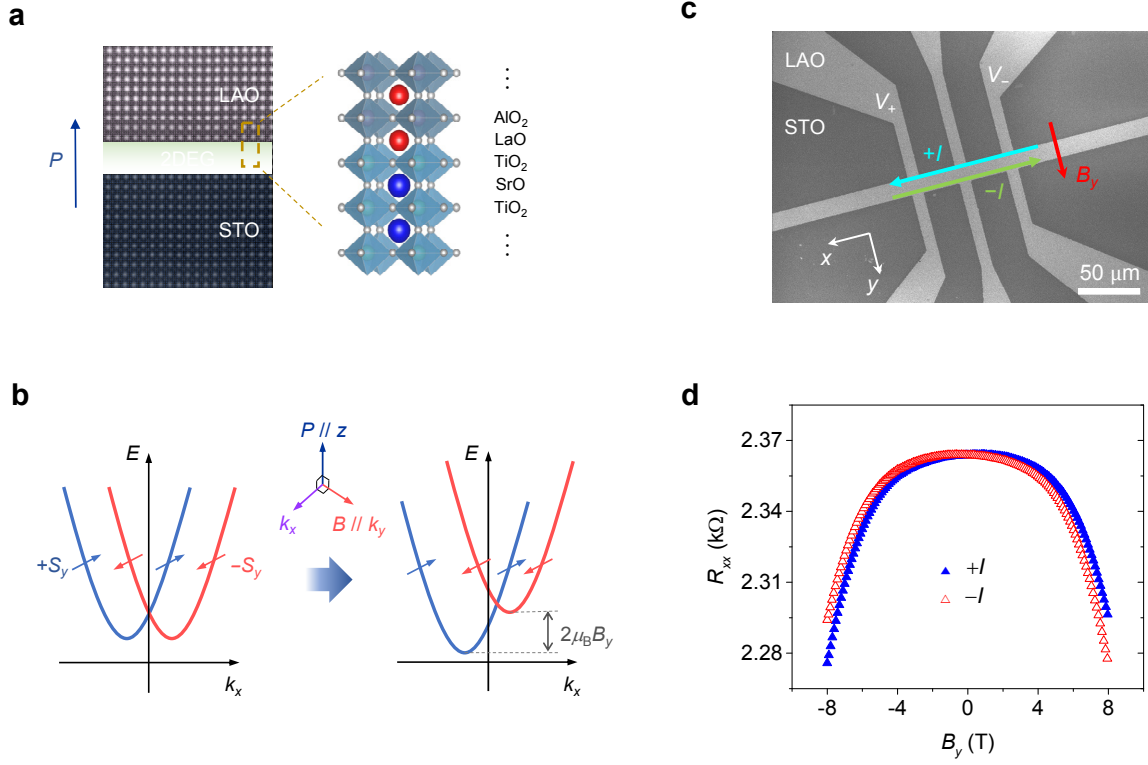 a
LAO
2DEG
STO
P
⋮
AlO₂
LaO
TiO₂
SrO
TiO₂
⋮
b
E
+Sy
−Sy
kx
P // z
kx
B // ky
E
2μBBy
kx
c
LAO
STO
V+
V−
+I
−I
By
x
y
50 μm
d
Rxx (kΩ)
2.37
2.34
2.31
2.28
+I
−I
-8
-4
0
4
8
By (T)